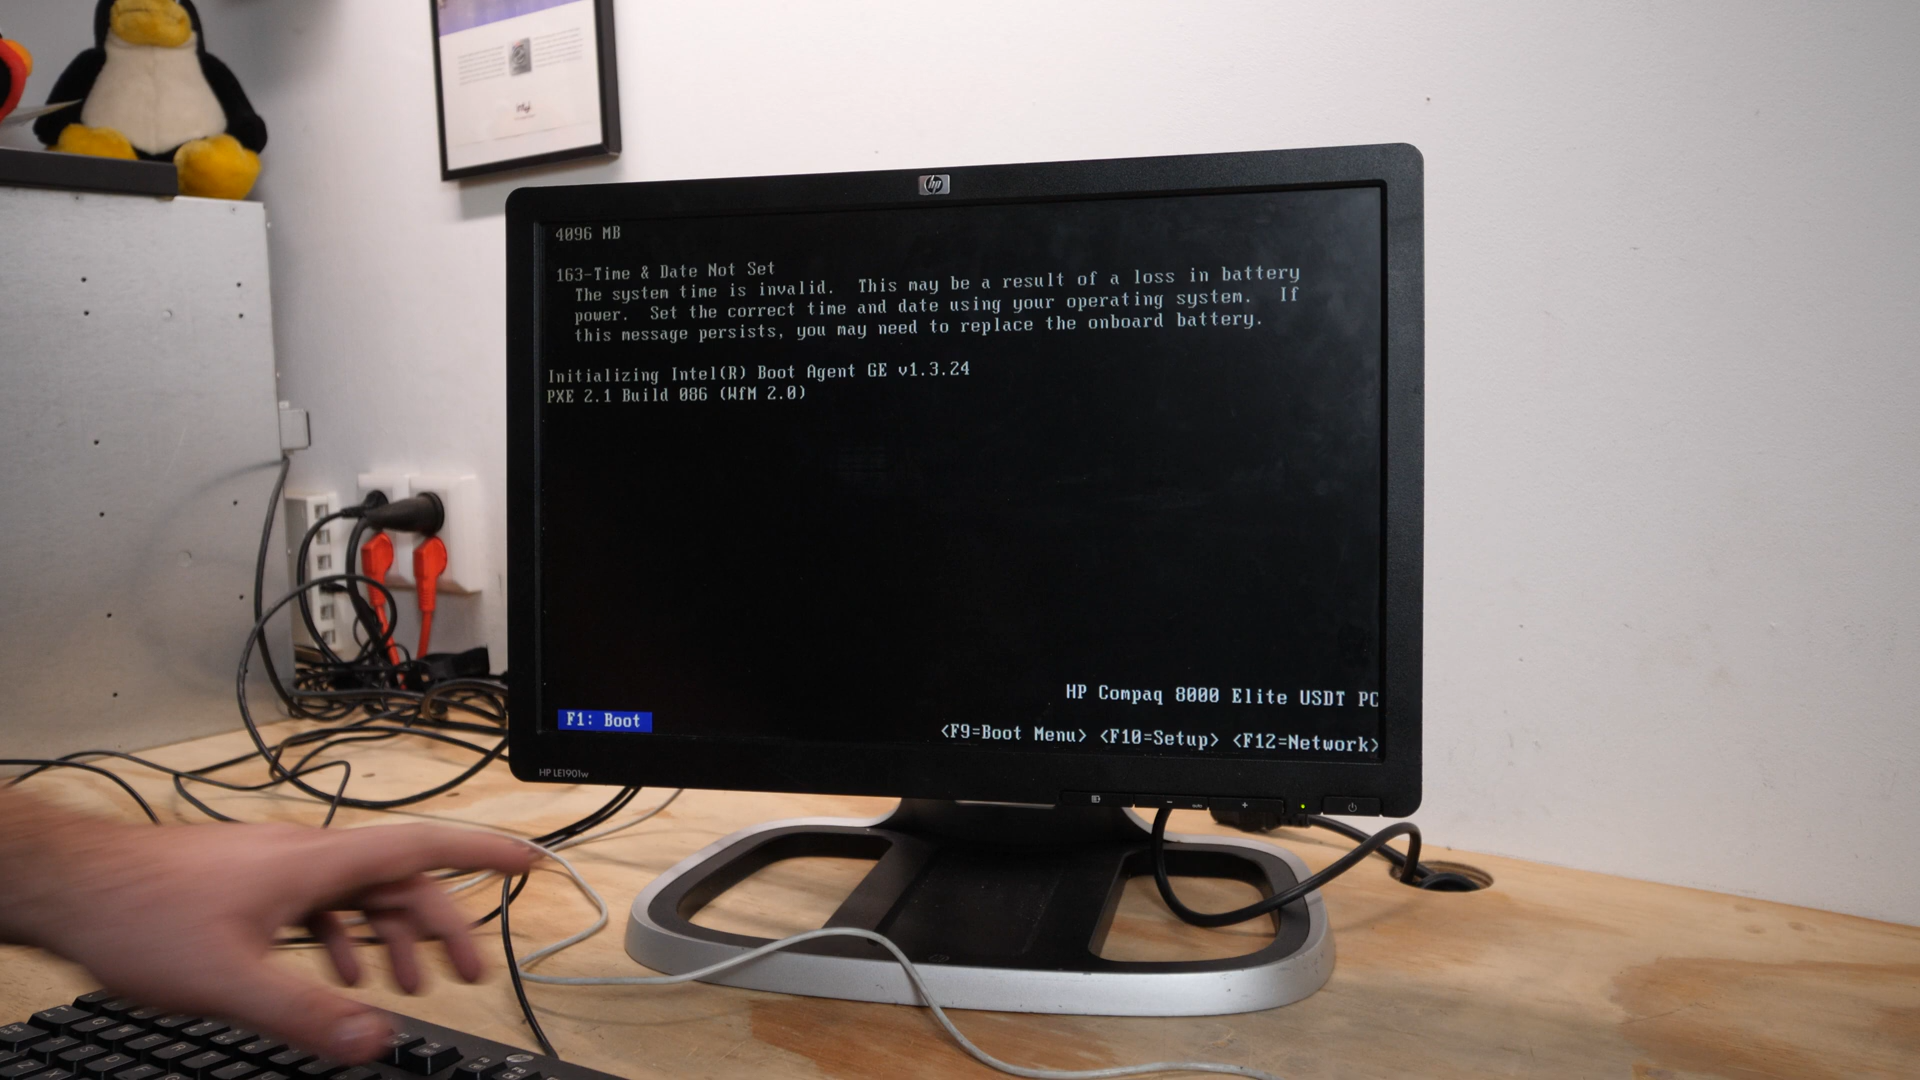 intel
hp
4096 MB
163-Time & Date Not Set
The system time is invalid. This may be a result of a loss in battery
power. Set the correct time and date using your operating system. If
this message persists, you may need to replace the onboard battery.
Initializing Intel(R) Boot Agent GE v1.3.24
PXE 2.1 Build 086 (WfM 2.0)
HP Compaq 8000 Elite USDT PC
F1: Boot
<F9=Boot Menu> <F10=Setup> <F12=Network>
HP LE1901w